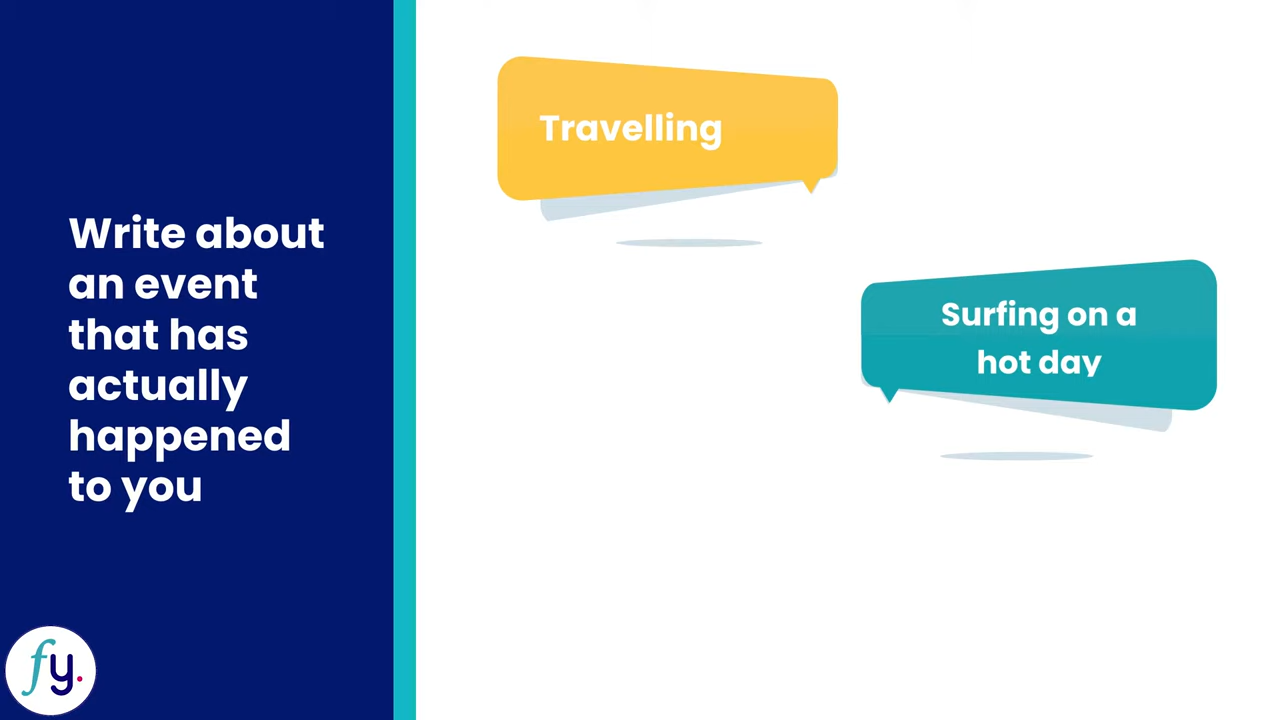 Write about
an event
that has
actually
happened
to you
Travelling
Surfing on a
hot day
fy.